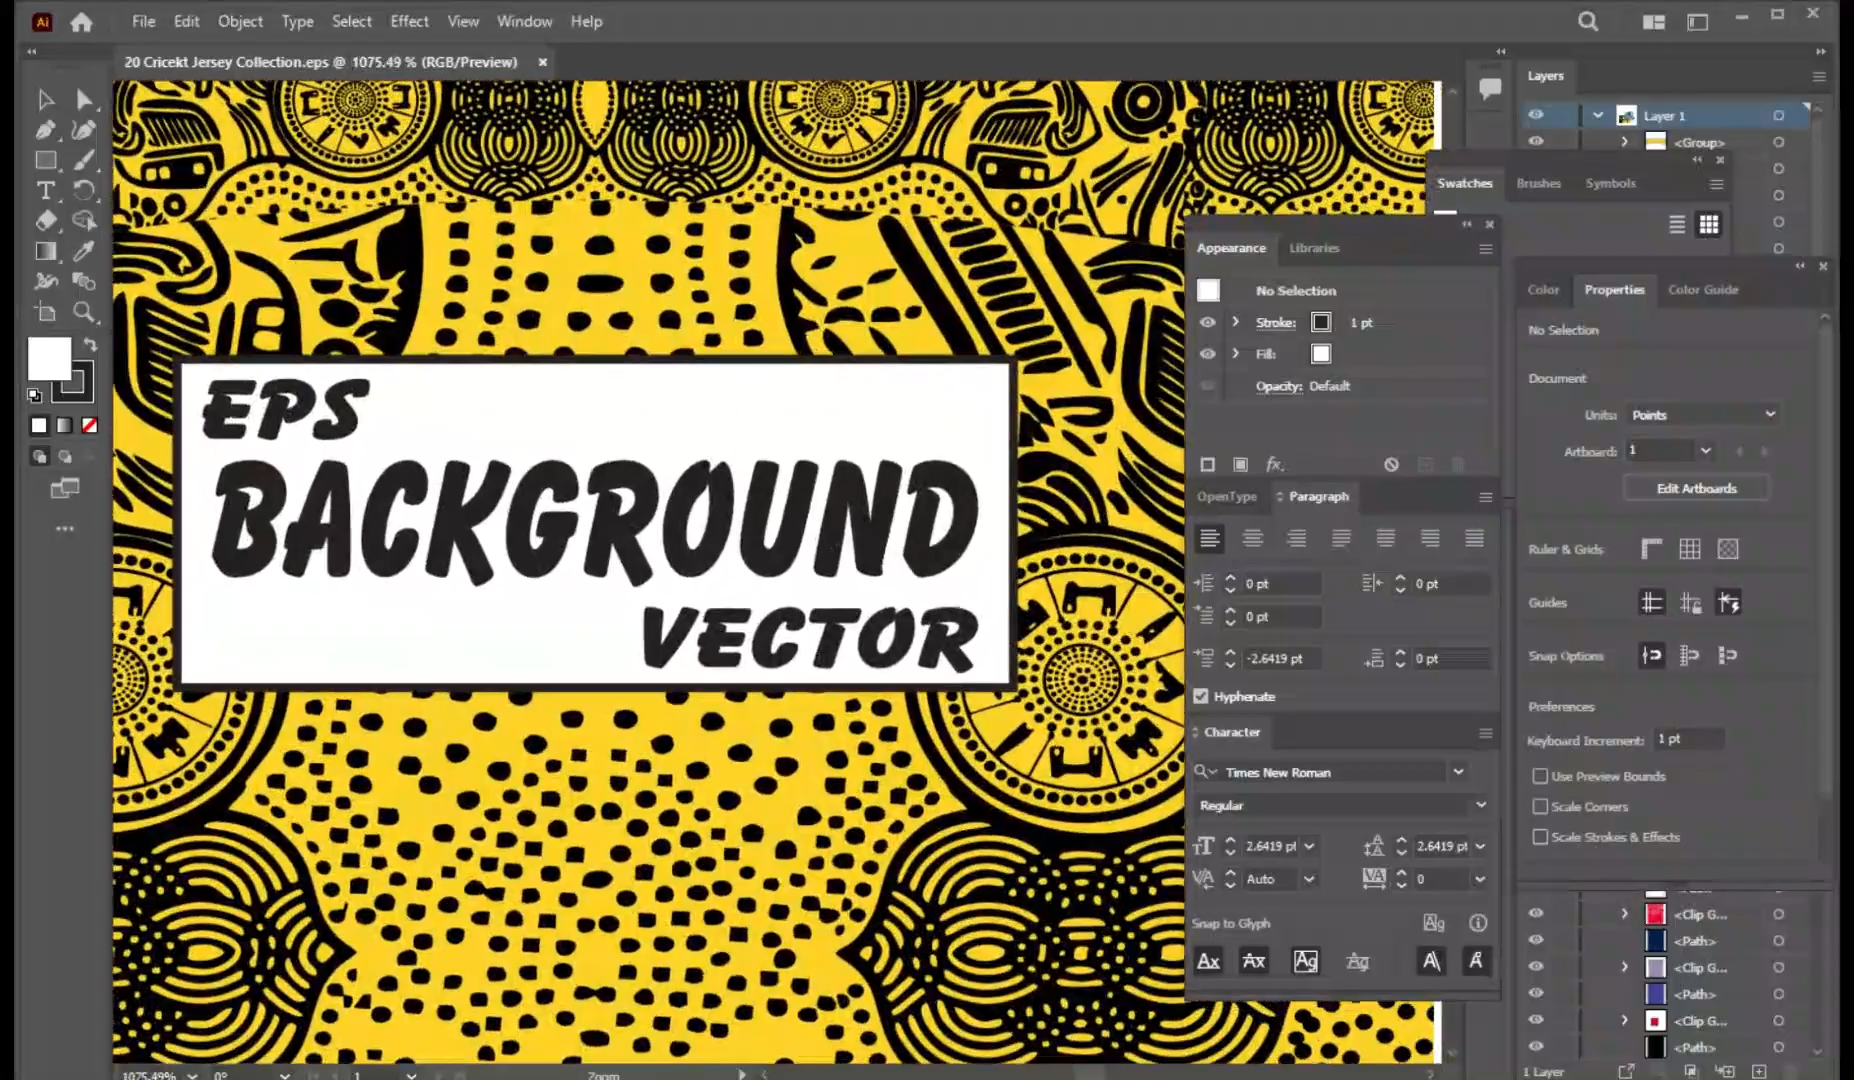 Ai File Edit Object Type Select Effect View Window Help
20 Cricekt Jersey Collection.eps @ 1075.49 % (RGB/Preview)
EPS
BACKGROUND
VECTOR
Layers
Layer 1
<Group>
Swatches Brushes Symbols
Appearance Libraries
No Selection
Stroke: 1 pt
Fill:
Opacity: Default
fx.
OpenType Paragraph
0 pt 0 pt
0 pt
-2.6419 pt 0 pt
Hyphenate
Character
Times New Roman
Regular
2.6419 pt 2.6419 pt
Auto 0
Snap to Glyph
Color Properties Color Guide
No Selection
Document
Units: Points
Artboard: 1
Edit Artboards
Ruler & Grids
Guides
Snap Options
Preferences
Keyboard Increment: 1 pt
Use Preview Bounds
Scale Corners
Scale Strokes & Effects
<Clip G...
<Path>
<Clip G...
<Path>
<Clip G...
<Path>
1 Layer
1075.49% 0° 1 Zoom